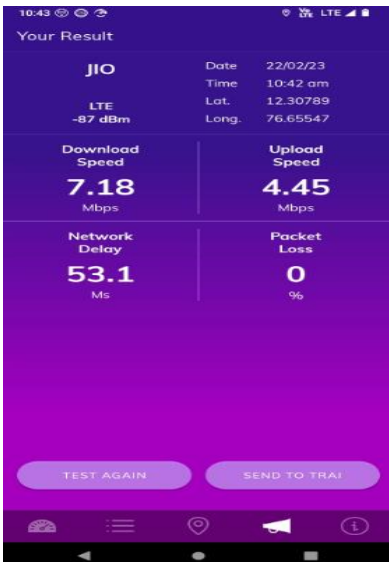 10:43 Vo LTE LTE
Your Result
JIO
LTE
-87 dBm
Date 22/02/23
Time 10:42 am
Lat. 12.30789
Long. 76.65547
Download
Speed
7.18
Mbps
Upload
Speed
4.45
Mbps
Network
Delay
53.1
Ms
Packet
Loss
0
%
TEST AGAIN
SEND TO TRAI